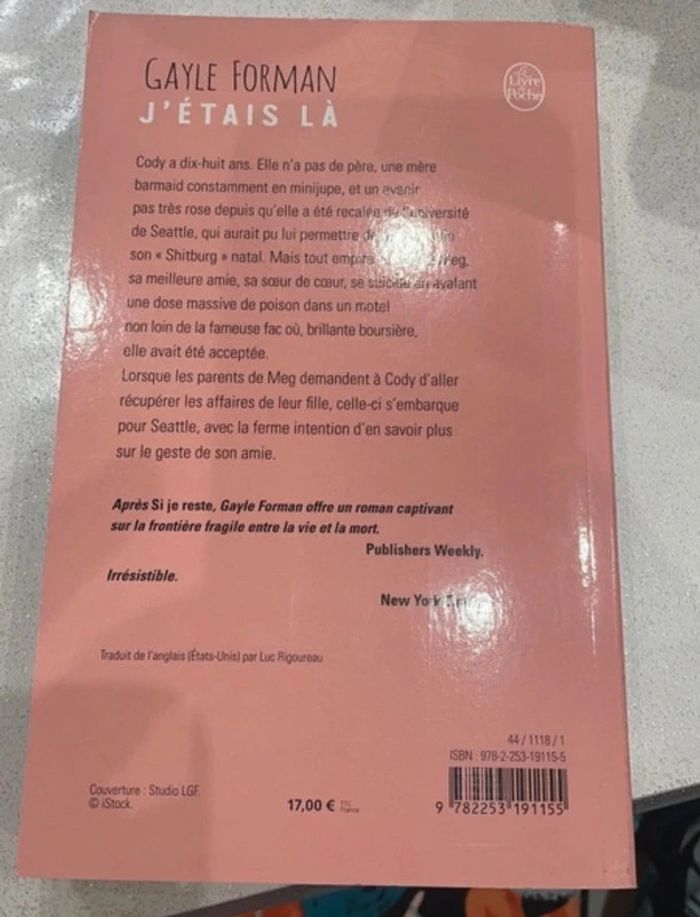 GAYLE FORMAN
J'ÉTAIS LÀ
Le Livre de Poche
Cody a dix-huit ans. Elle n'a pas de père, une mère
barmaid constamment en minijupe, et un avenir
pas très rose depuis qu'elle a été recalée de l'université
de Seattle, qui aurait pu lui permettre de
son « Shitburg » natal. Mais tout empire Meg,
sa meilleure amie, sa sœur de cœur, se suicide en avalant
une dose massive de poison dans un motel
non loin de la fameuse fac où, brillante boursière,
elle avait été acceptée.
Lorsque les parents de Meg demandent à Cody d'aller
récupérer les affaires de leur fille, celle-ci s'embarque
pour Seattle, avec la ferme intention d'en savoir plus
sur le geste de son amie.
Après Si je reste, Gayle Forman offre un roman captivant
sur la frontière fragile entre la vie et la mort.
Publishers Weekly.
Irrésistible.
New York
Traduit de l'anglais (États-Unis) par Luc Rigoureau
44 / 1118 / 1
ISBN : 978-2-253-19115-5
Couverture : Studio LGF.
© iStock.
17,00 € TTC France
9 782253 191155